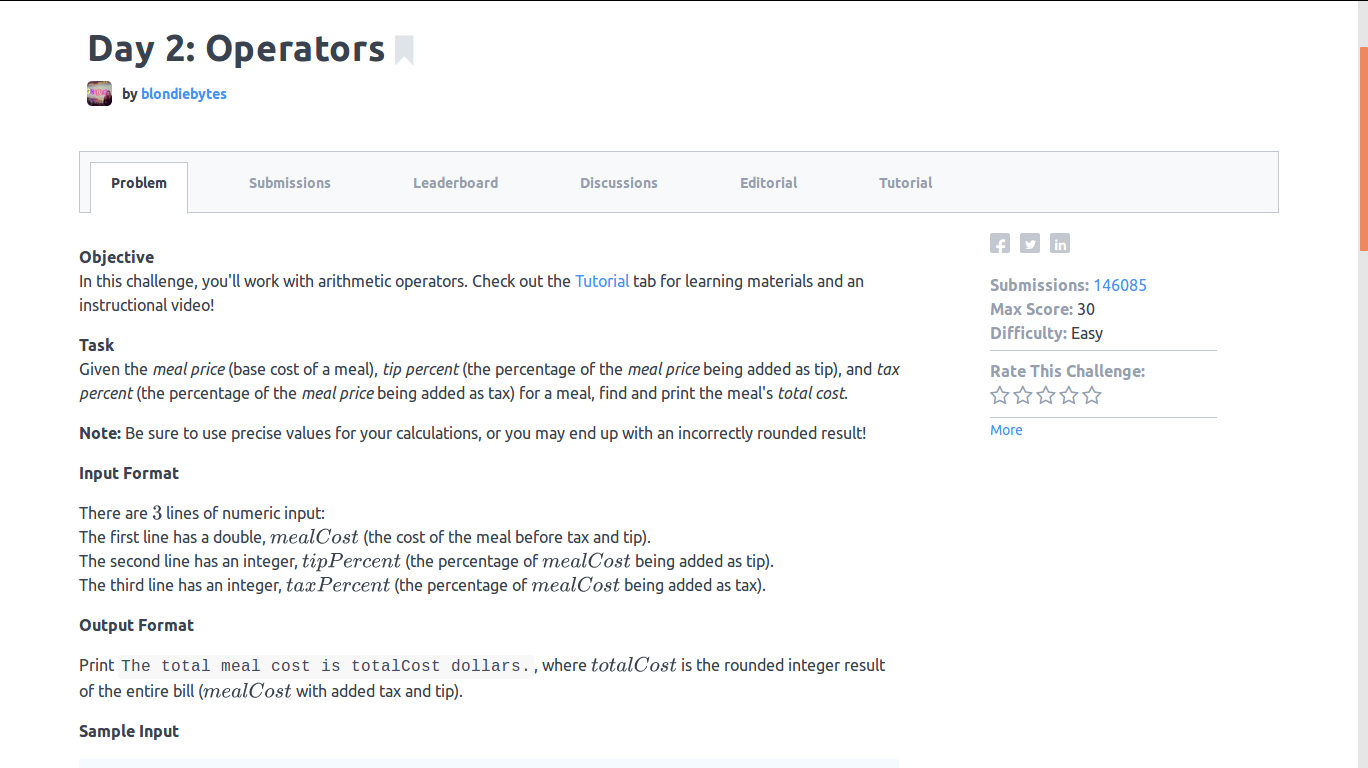 Day 2: Operators
by blondiebytes
Problem
Submissions
Leaderboard
Discussions
Editorial
Tutorial
Objective
In this challenge, you'll work with arithmetic operators. Check out the Tutorial tab for learning materials and an
instructional video!
Task
Given the meal price (base cost of a meal), tip percent (the percentage of the meal price being added as tip), and tax
percent (the percentage of the meal price being added as tax) for a meal, find and print the meal's total cost.
Note: Be sure to use precise values for your calculations, or you may end up with an incorrectly rounded result!
Input Format
There are 3 lines of numeric input:
The first line has a double, mealCost (the cost of the meal before tax and tip).
The second line has an integer, tipPercent (the percentage of mealCost being added as tip).
The third line has an integer, taxPercent (the percentage of mealCost being added as tax).
Output Format
Print The total meal cost is totalCost dollars., where totalCost is the rounded integer result
of the entire bill (mealCost with added tax and tip).
Sample Input
Submissions: 146085
Max Score: 30
Difficulty: Easy
Rate This Challenge:
More